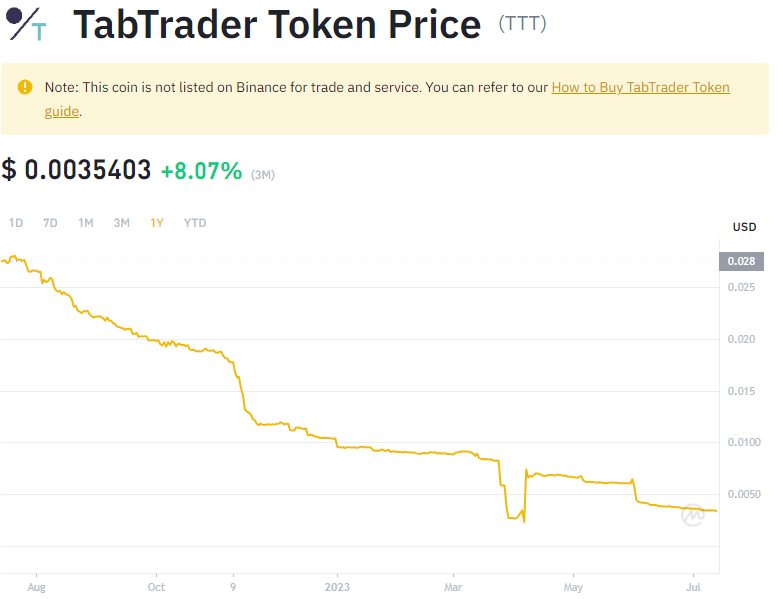 TabTrader Token Price (TTT)
Note: This coin is not listed on Binance for trade and service. You can refer to our How to Buy TabTrader Token
guide.
$ 0.0035403 +8.07% (3M)
1D 7D 1M 3M 1Y YTD
USD
0.028
0.025
0.020
0.015
0.0100
0.0050
Aug Oct 9 2023 Mar May Jul